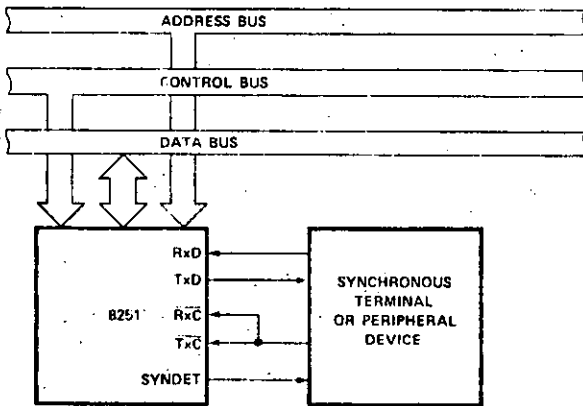 ADDRESS BUS
CONTROL BUS
DATA BUS
8251
RxD
TxD
RxC
TxC
SYNDET
SYNCHRONOUS
TERMINAL
OR PERIPHERAL
DEVICE